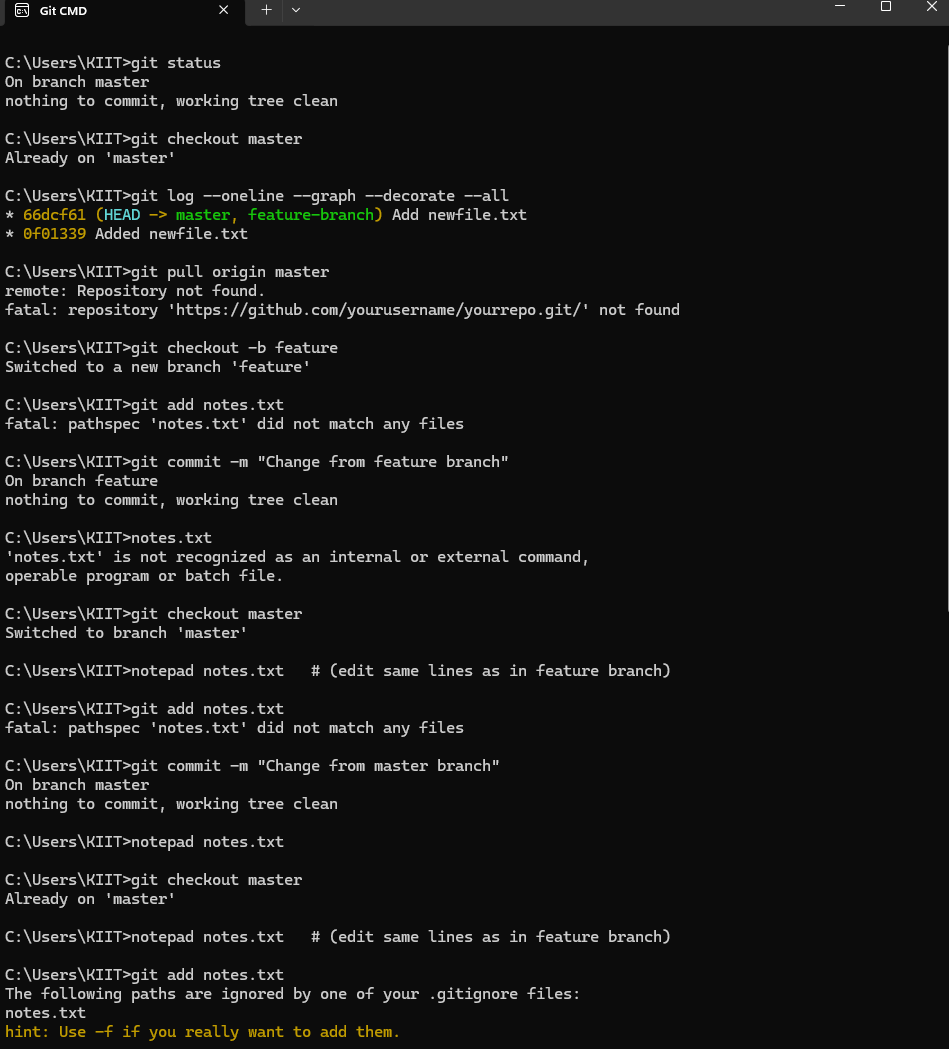 Git CMD
C:\Users\KIIT>git status
On branch master
nothing to commit, working tree clean
C:\Users\KIIT>git checkout master
Already on 'master'
C:\Users\KIIT>git log --oneline --graph --decorate --all
* 66dcf61 (HEAD -> master, feature-branch) Add newfile.txt
* 0f01339 Added newfile.txt
C:\Users\KIIT>git pull origin master
remote: Repository not found.
fatal: repository 'https://github.com/yourusername/yourrepo.git/' not found
C:\Users\KIIT>git checkout -b feature
Switched to a new branch 'feature'
C:\Users\KIIT>git add notes.txt
fatal: pathspec 'notes.txt' did not match any files
C:\Users\KIIT>git commit -m "Change from feature branch"
On branch feature
nothing to commit, working tree clean
C:\Users\KIIT>notes.txt
'notes.txt' is not recognized as an internal or external command,
operable program or batch file.
C:\Users\KIIT>git checkout master
Switched to branch 'master'
C:\Users\KIIT>notepad notes.txt   # (edit same lines as in feature branch)
C:\Users\KIIT>git add notes.txt
fatal: pathspec 'notes.txt' did not match any files
C:\Users\KIIT>git commit -m "Change from master branch"
On branch master
nothing to commit, working tree clean
C:\Users\KIIT>notepad notes.txt
C:\Users\KIIT>git checkout master
Already on 'master'
C:\Users\KIIT>notepad notes.txt   # (edit same lines as in feature branch)
C:\Users\KIIT>git add notes.txt
The following paths are ignored by one of your .gitignore files:
notes.txt
hint: Use -f if you really want to add them.